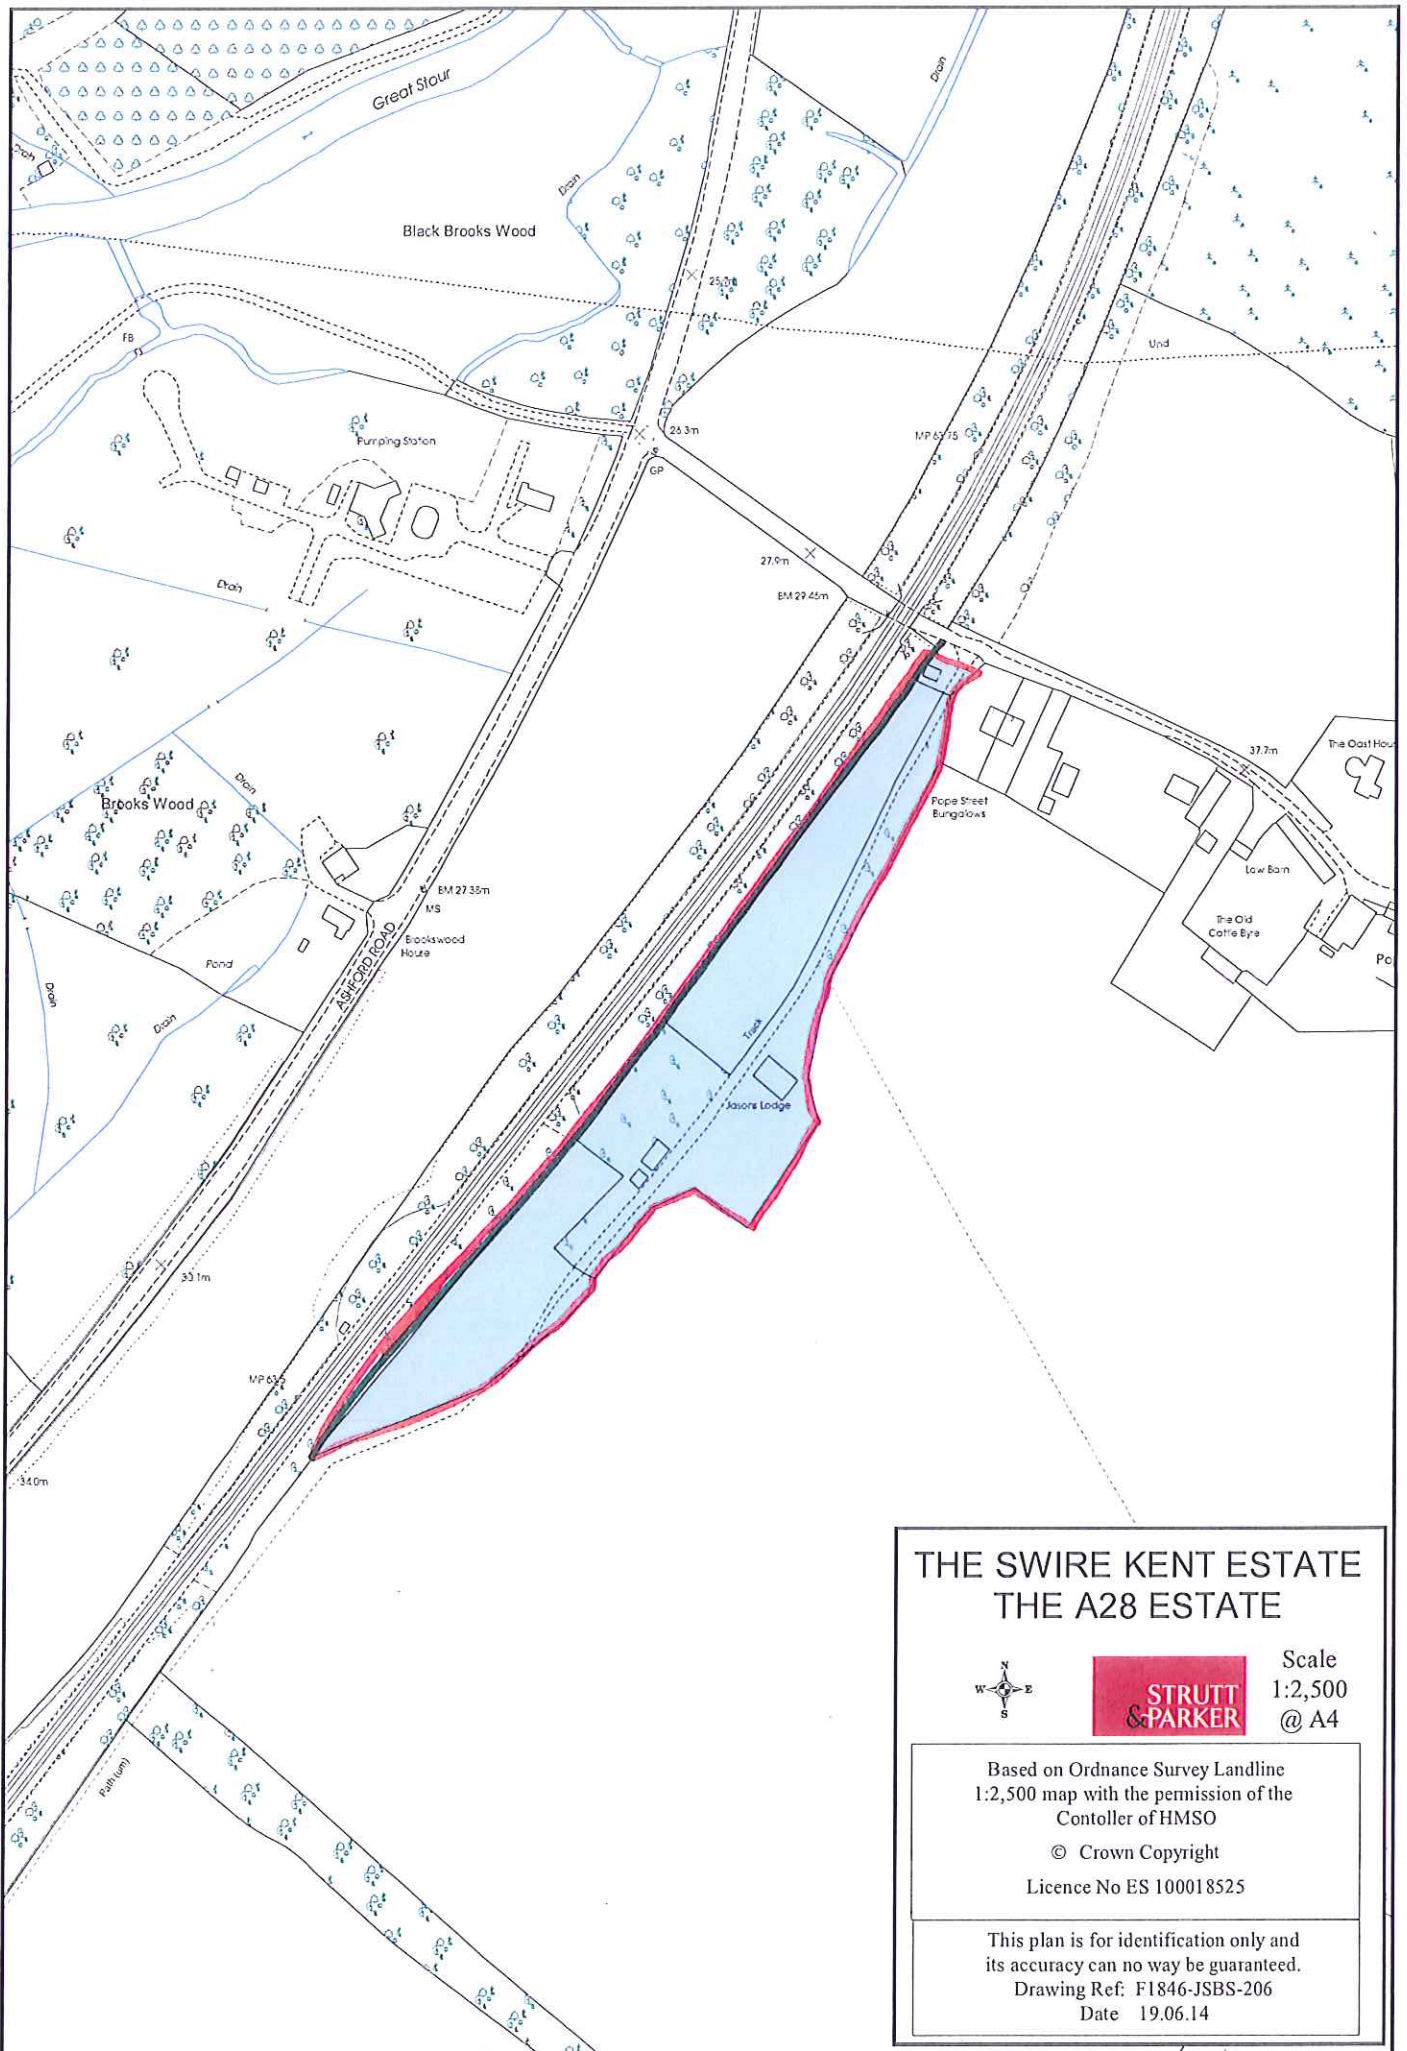 Great Stour
Drain
Drain
Drain
Black Brooks Wood
FB
Und
Pumping Station
26.3m
GP
MP 63.75
27.9m
BM 29.46m
Drain
Drain
Brooks Wood
37.7m
The Oast Hou
Pope Street
Bungalows
Law Barn
BM 27.38m
MS
ASHFORD ROAD
Brookswood
House
The Old
Cattle Byre
Po
Pond
Drain
Drain
Track
Jasons Lodge
30.1m
MP 63.5
34.0m
Path (um)
THE SWIRE KENT ESTATE
THE A28 ESTATE
N
W E
S
STRUTT
&PARKER
Scale
1:2,500
@ A4
Based on Ordnance Survey Landline
1:2,500 map with the permission of the
Contoller of HMSO
© Crown Copyright
Licence No ES 100018525
This plan is for identification only and
its accuracy can no way be guaranteed.
Drawing Ref: F1846-JSBS-206
Date 19.06.14